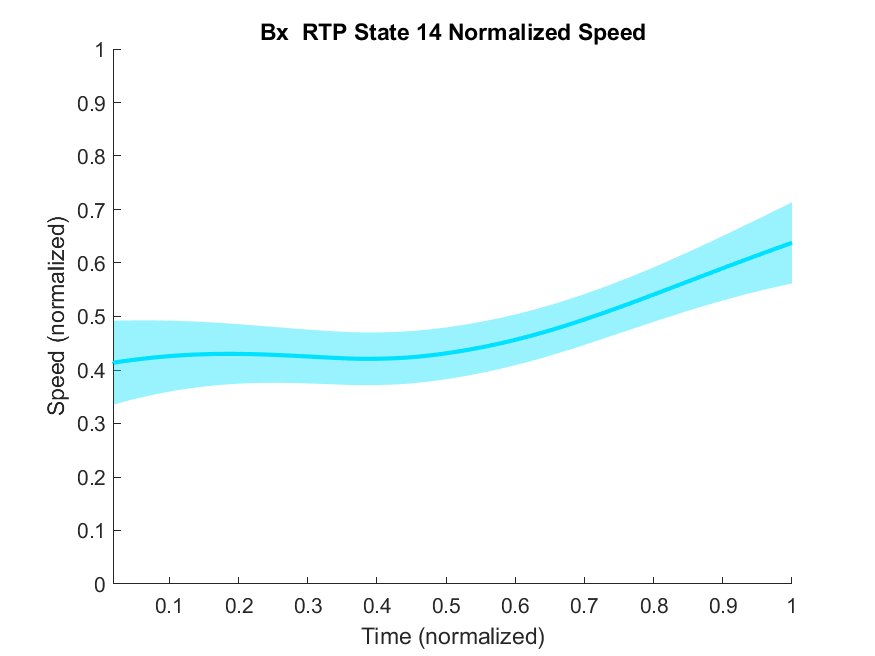 Bx  RTP State 14 Normalized Speed
1
0.9
0.8
0.7
0.6
0.5
0.4
0.3
0.2
0.1
0
Speed (normalized)
0.1 0.2 0.3 0.4 0.5 0.6 0.7 0.8 0.9 1
Time (normalized)